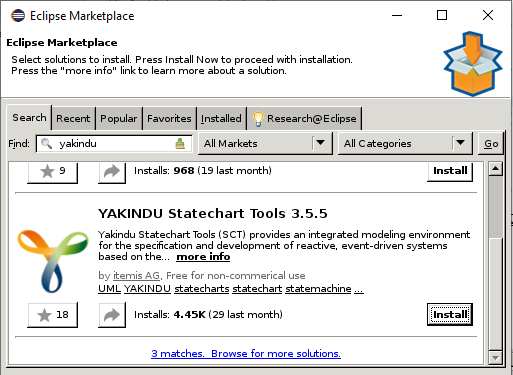 Eclipse Marketplace
Eclipse Marketplace
Select solutions to install. Press Install Now to proceed with installation.
Press the "more info" link to learn more about a solution.
Search Recent Popular Favorites Installed Research@Eclipse
Find: yakindu All Markets All Categories Go
9 Installs: 968 (19 last month) Install
YAKINDU Statechart Tools 3.5.5
Yakindu Statechart Tools (SCT) provides an integrated modeling environment
for the specification and development of reactive, event-driven systems
based on the... more info
by itemis AG, Free for non-commerical use
UML YAKINDU statecharts statechart statemachine ...
18 Installs: 4.45K (29 last month) Install
3 matches. Browse for more solutions.